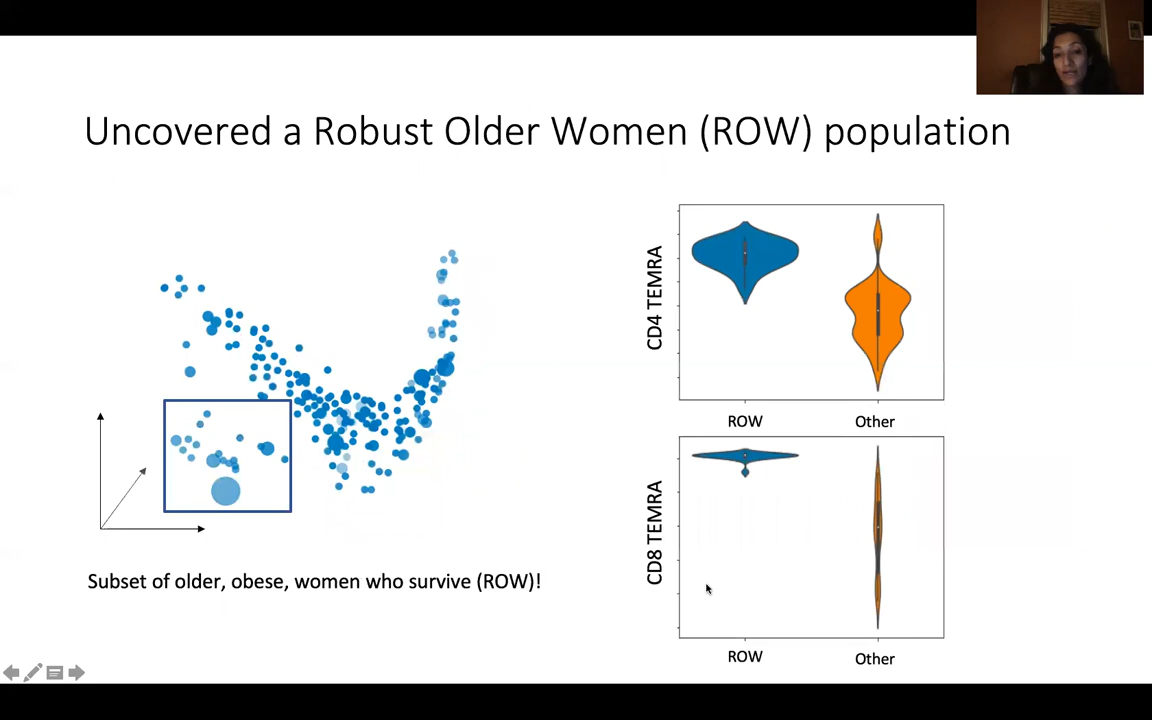 Uncovered a Robust Older Women (ROW) population
CD4 TEMRA
ROW
Other
CD8 TEMRA
ROW
Other
Subset of older, obese, women who survive (ROW)!